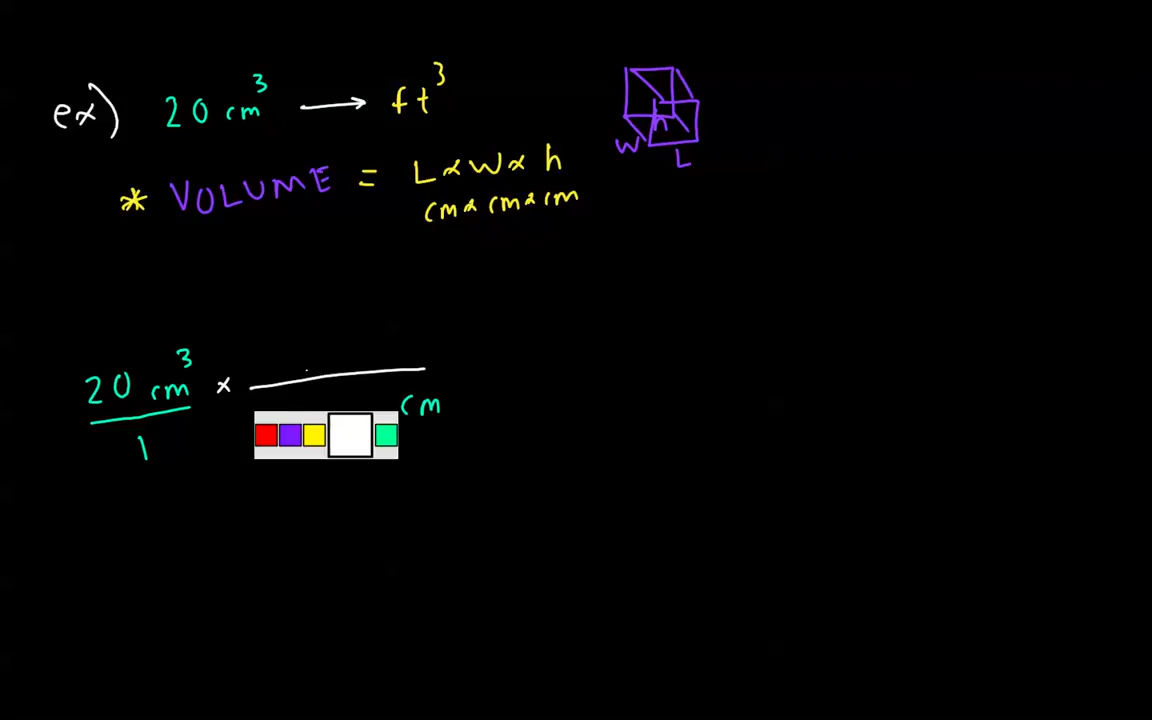 ex) 20 cm³ → ft³
* VOLUME = L x W x h
cm x cm x cm
h
W
L
20 cm³ x
1
cm